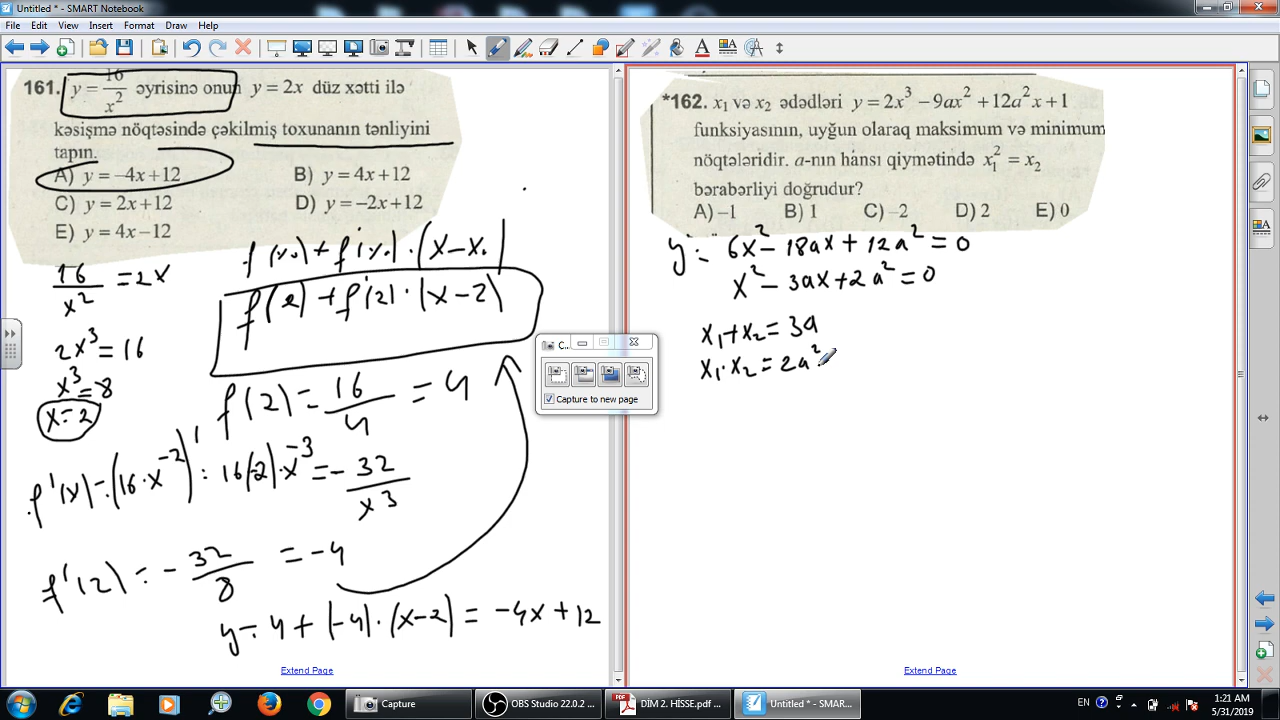 Untitled * - SMART Notebook
File Edit View Insert Format Draw Help
161. y = 16/x² əyrisinə onun y = 2x düz xətti ilə
kəsişmə nöqtəsində çəkilmiş toxunanın tənliyini
tapın.
A) y = -4x+12 B) y = 4x+12
C) y = 2x+12 D) y = -2x+12
E) y = 4x-12
16/x² = 2x
2x³ = 16
x³ = 8
x = 2
f(x₀) + f'(x₀) · (x-x₀)
f(2) + f'(2) · (x-2)
f(2) = 16/4 = 4
f'(x) = (16·x⁻²)' = 16(-2)·x⁻³ = -32/x³
f'(2) = -32/8 = -4
y = 4 + (-4)·(x-2) = -4x+12
Extend Page
*162. x₁ və x₂ ədədləri y = 2x³ - 9ax² + 12a²x + 1
funksiyasının, uyğun olaraq maksimum və minimum
nöqtələridir. a-nın hansı qiymətində x₁² = x₂
bərabərliyi doğrudur?
A) -1 B) 1 C) -2 D) 2 E) 0
y' = 6x² - 18ax + 12a² = 0
x² - 3ax + 2a² = 0
x₁+x₂ = 3a
x₁·x₂ = 2a²
Extend Page
C..
Capture to new page
Capture
OBS Studio 22.0.2 ...
DİM 2. HİSSE.pdf ...
Untitled * - SMAR...
EN
1:21 AM
5/31/2019